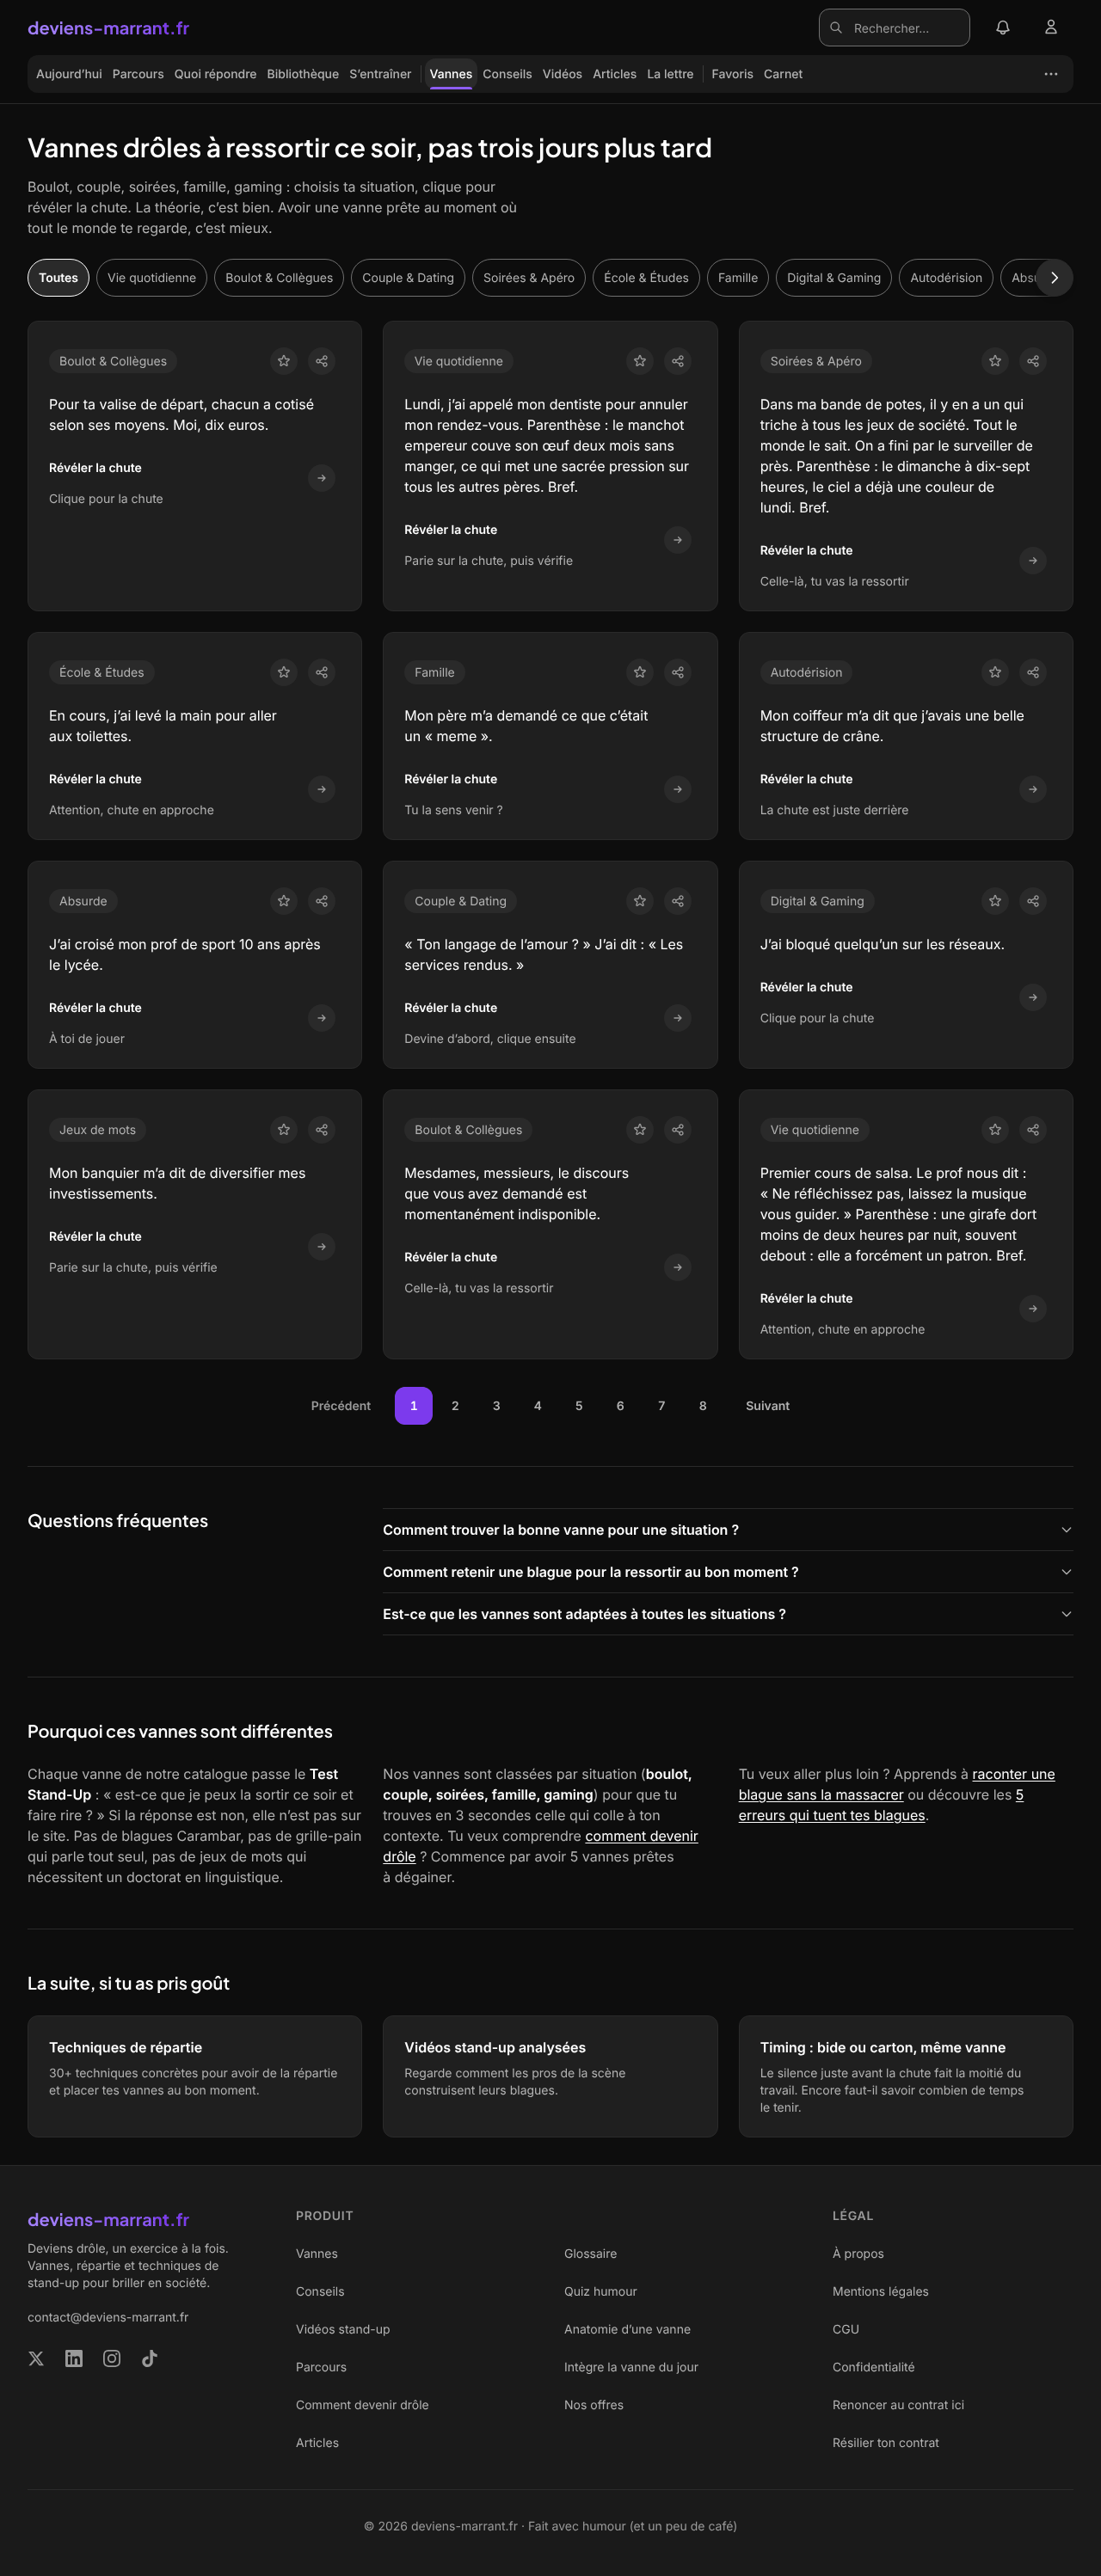 deviens-marrant.fr
Rechercher...
Aujourd’hui Parcours Quoi répondre Bibliothèque S’entraîner Vannes Conseils Vidéos Articles La lettre Favoris Carnet
Vannes drôles à ressortir ce soir, pas trois jours plus tard
Boulot, couple, soirées, famille, gaming : choisis ta situation, clique pour
révéler la chute. La théorie, c’est bien. Avoir une vanne prête au moment où
tout le monde te regarde, c’est mieux.
Toutes Vie quotidienne Boulot & Collègues Couple & Dating Soirées & Apéro École & Études Famille Digital & Gaming Autodérision
Boulot & Collègues
Pour ta valise de départ, chacun a cotisé
selon ses moyens. Moi, dix euros.
Révéler la chute
Clique pour la chute
Vie quotidienne
Lundi, j’ai appelé mon dentiste pour annuler
mon rendez-vous. Parenthèse : le manchot
empereur couve son œuf deux mois sans
manger, ce qui met une sacrée pression sur
tous les autres pères. Bref.
Révéler la chute
Parie sur la chute, puis vérifie
Soirées & Apéro
Dans ma bande de potes, il y en a un qui
triche à tous les jeux de société. Tout le
monde le sait. On a fini par le surveiller de
près. Parenthèse : le dimanche à dix-sept
heures, le ciel a déjà une couleur de
lundi. Bref.
Révéler la chute
Celle-là, tu vas la ressortir
École & Études
En cours, j’ai levé la main pour aller
aux toilettes.
Révéler la chute
Attention, chute en approche
Famille
Mon père m’a demandé ce que c’était
un « meme ».
Révéler la chute
Tu la sens venir ?
Autodérision
Mon coiffeur m’a dit que j’avais une belle
structure de crâne.
Révéler la chute
La chute est juste derrière
Absurde
J’ai croisé mon prof de sport 10 ans après
le lycée.
Révéler la chute
À toi de jouer
Couple & Dating
« Ton langage de l’amour ? » J’ai dit : « Les
services rendus. »
Révéler la chute
Devine d’abord, clique ensuite
Digital & Gaming
J’ai bloqué quelqu’un sur les réseaux.
Révéler la chute
Clique pour la chute
Jeux de mots
Mon banquier m’a dit de diversifier mes
investissements.
Révéler la chute
Parie sur la chute, puis vérifie
Boulot & Collègues
Mesdames, messieurs, le discours
que vous avez demandé est
momentanément indisponible.
Révéler la chute
Celle-là, tu vas la ressortir
Vie quotidienne
Premier cours de salsa. Le prof nous dit :
« Ne réfléchissez pas, laissez la musique
vous guider. » Parenthèse : une girafe dort
moins de deux heures par nuit, souvent
debout : elle a forcément un patron. Bref.
Révéler la chute
Attention, chute en approche
Précédent 1 2 3 4 5 6 7 8 Suivant
Questions fréquentes
Comment trouver la bonne vanne pour une situation ?
Comment retenir une blague pour la ressortir au bon moment ?
Est-ce que les vannes sont adaptées à toutes les situations ?
Pourquoi ces vannes sont différentes
Chaque vanne de notre catalogue passe le Test
Stand-Up : « est-ce que je peux la sortir ce soir et
faire rire ? » Si la réponse est non, elle n’est pas sur
le site. Pas de blagues Carambar, pas de grille-pain
qui parle tout seul, pas de jeux de mots qui
nécessitent un doctorat en linguistique.
Nos vannes sont classées par situation (boulot,
couple, soirées, famille, gaming) pour que tu
trouves en 3 secondes celle qui colle à ton
contexte. Tu veux comprendre comment devenir
drôle ? Commence par avoir 5 vannes prêtes
à dégainer.
Tu veux aller plus loin ? Apprends à raconter une
blague sans la massacrer ou découvre les 5
erreurs qui tuent tes blagues.
La suite, si tu as pris goût
Techniques de répartie
30+ techniques concrètes pour avoir de la répartie
et placer tes vannes au bon moment.
Vidéos stand-up analysées
Regarde comment les pros de la scène
construisent leurs blagues.
Timing : bide ou carton, même vanne
Le silence juste avant la chute fait la moitié du
travail. Encore faut-il savoir combien de temps
le tenir.
deviens-marrant.fr
Deviens drôle, un exercice à la fois.
Vannes, répartie et techniques de
stand-up pour briller en société.
contact@deviens-marrant.fr
PRODUIT
Vannes
Conseils
Vidéos stand-up
Parcours
Comment devenir drôle
Articles
Glossaire
Quiz humour
Anatomie d’une vanne
Intègre la vanne du jour
Nos offres
LÉGAL
À propos
Mentions légales
CGU
Confidentialité
Renoncer au contrat ici
Résilier ton contrat
© 2026 deviens-marrant.fr · Fait avec humour (et un peu de café)